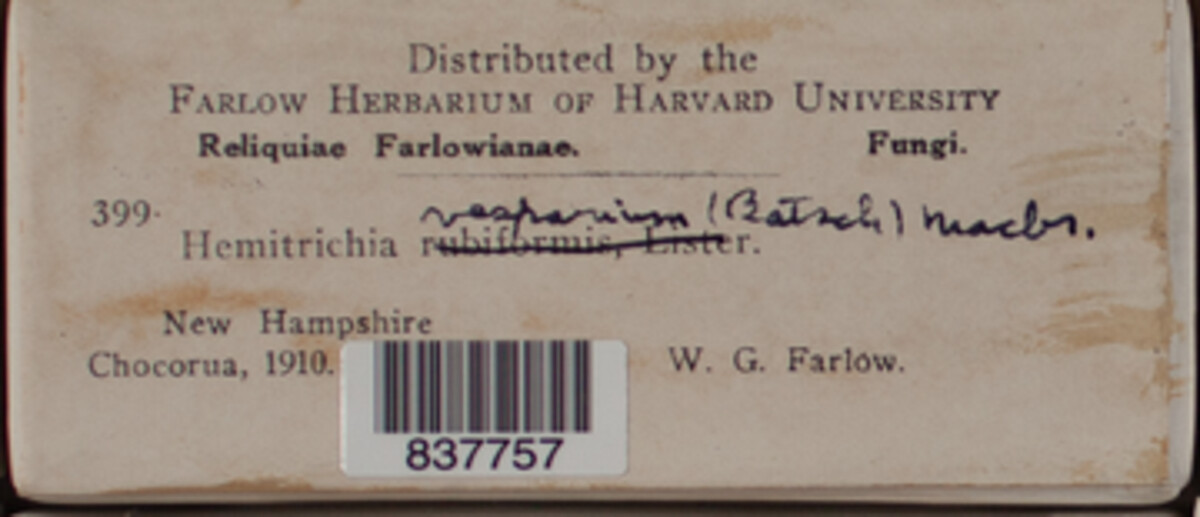 Distributed by the
FARLOW HERBARIUM OF HARVARD UNIVERSITY
Reliquiae Farlowianae. Fungi.
399.
vesparium (Batsch) Macbr.
Hemitrichia rubiformis, Lister.
New Hampshire
Chocorua, 1910. W. G. Farlow.
837757